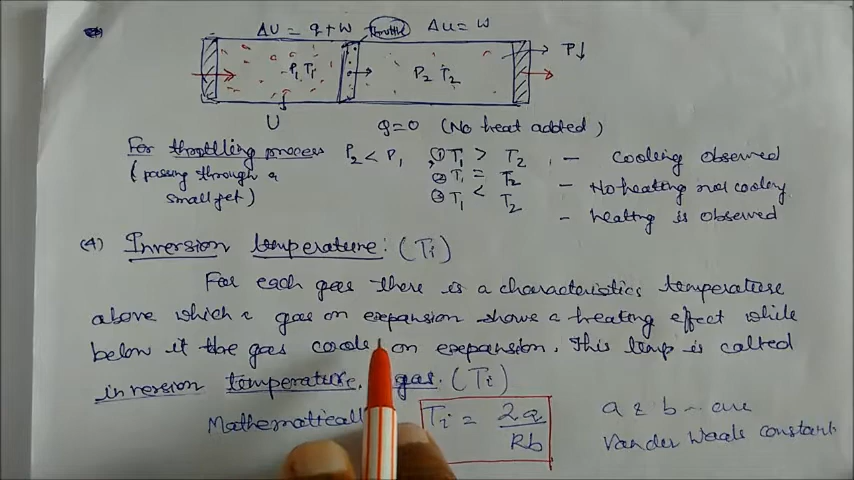 ΔU = q + W throttle ΔU = W
P₁ T₁ P₂ T₂ P↓
U q=0 (No heat added)
For throttling process P₂ < P₁ , ① T₁ > T₂ , – Cooling observed
(passing through a small jet) ② T₁ = T₂ – No heating not cooling
③ T₁ < T₂ – heating is observed
(4) Inversion temperature: (Ti)
For each gas there is a characteristics temperature
above which a gas on expansion shows a heating effect while
below it the gas cools on expansion. This temp is called
inversion temperature. gas. (Ti)
Mathematicall Ti = 2a / Rb a & b – are
Vander Waals constant